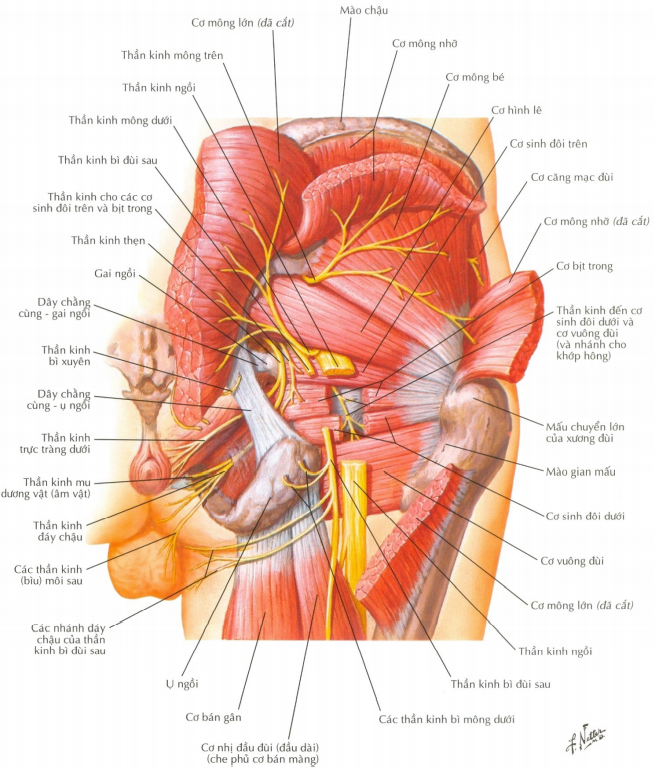 Mào chậu
Cơ mông lớn (đã cắt)
Cơ mông nhỡ
Thần kinh mông trên
Cơ mông bé
Thần kinh ngồi
Cơ hình lê
Thần kinh mông dưới
Cơ sinh đôi trên
Thần kinh bì đùi sau
Cơ căng mạc đùi
Thần kinh cho các cơ
sinh đôi trên và bịt trong
Cơ mông nhỡ (đã cắt)
Thần kinh thẹn
Cơ bịt trong
Gai ngồi
Dây chằng
cùng - gai ngồi
Thần kinh đến cơ
sinh đôi dưới và
cơ vuông đùi
(và nhánh cho
khớp hông)
Thần kinh
bì xuyên
Dây chằng
cùng - ụ ngồi
Mấu chuyển lớn
của xương đùi
Thần kinh
trực tràng dưới
Mào gian mấu
Thần kinh mu
dương vật (âm vật)
Cơ sinh đôi dưới
Thần kinh
đáy chậu
Cơ vuông đùi
Các thần kinh
(bìu) môi sau
Cơ mông lớn (đã cắt)
Các nhánh đáy
chậu của thần
kinh bì đùi sau
Thần kinh ngồi
Ụ ngồi
Thần kinh bì đùi sau
Cơ bán gân
Các thần kinh bì mông dưới
Cơ nhị đầu đùi (đầu dài)
(che phủ cơ bán màng)
F. Netter